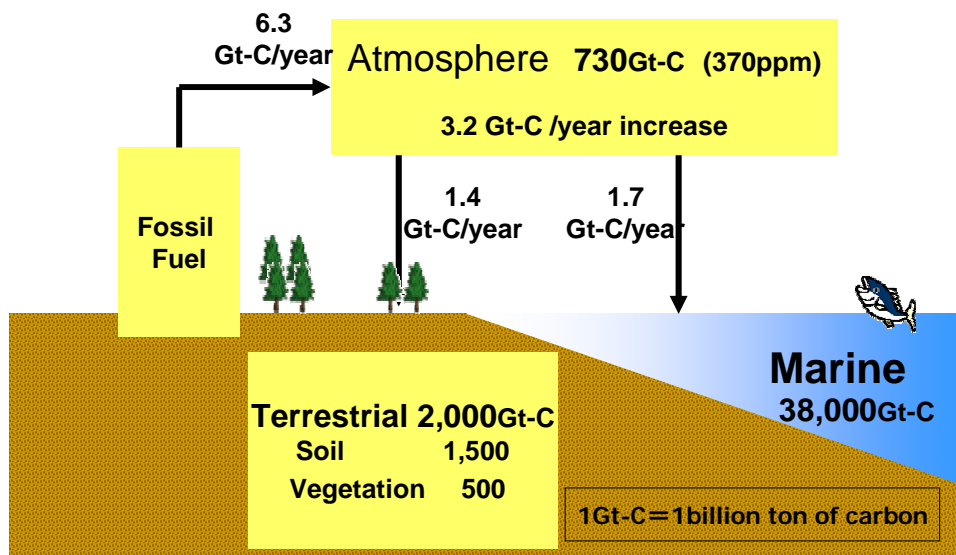 6.3
Gt-C/year
Atmosphere 730Gt-C (370ppm)
3.2 Gt-C /year increase
1.4
Gt-C/year
1.7
Gt-C/year
Fossil
Fuel
Marine
38,000Gt-C
Terrestrial 2,000Gt-C
Soil 1,500
Vegetation 500
1Gt-C＝1billion ton of carbon